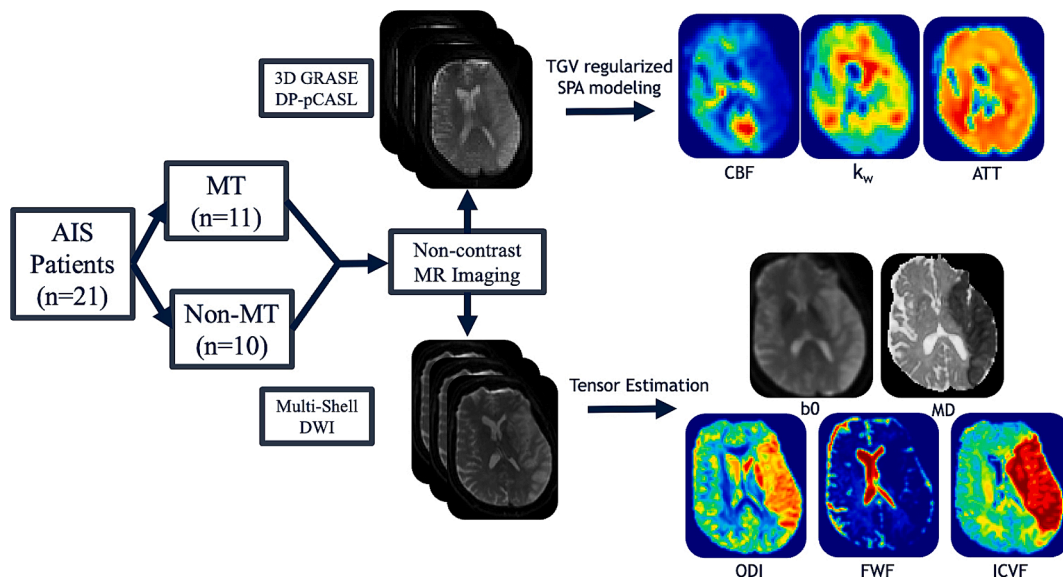 AIS
Patients
(n=21)
MT
(n=11)
Non-MT
(n=10)
3D GRASE
DP-pCASL
Non-contrast
MR Imaging
Multi-Shell
DWI
TGV regularized
SPA modeling
CBF
kw
ATT
Tensor Estimation
b0
MD
ODI
FWF
ICVF